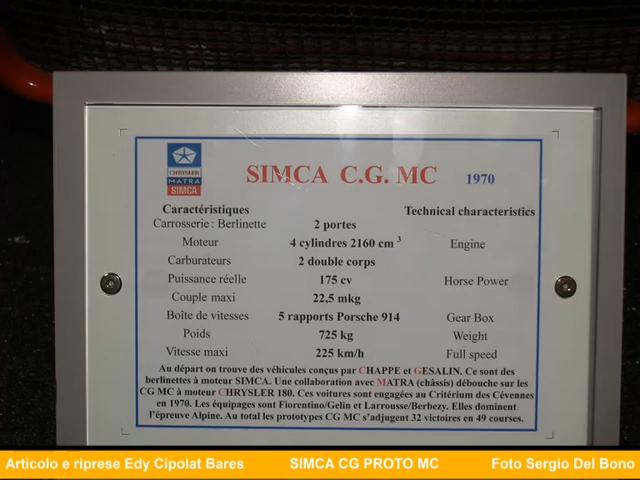 CHRYSLER
MATRA
SIMCA
SIMCA C.G. MC 1970
Caractéristiques Technical characteristics
Carrosserie : Berlinette 2 portes
Moteur 4 cylindres 2160 cm 3 Engine
Carburateurs 2 double corps
Puissance réelle 175 cv Horse Power
Couple maxi 22,5 mkg
Boîte de vitesses 5 rapports Porsche 914 Gear Box
Poids 725 kg Weight
Vitesse maxi 225 km/h Full speed
Au départ on trouve des véhicules conçus par CHAPPE et GESALIN. Ce sont des
berlinettes à moteur SIMCA. Une collaboration avec MATRA (châssis) débouche sur les
CG MC à moteur CHRYSLER 180. Ces voitures sont engagées au Critérium des Cévennes
en 1970. Les équipages sont Fiorentino/Gelin et Larrousse/Berbezy. Elles dominent
l'épreuve Alpine. Au total les prototypes CG MC s'adjugent 32 victoires en 49 courses.
Articolo e riprese Edy Cipolat Bares SIMCA CG PROTO MC Foto Sergio Del Bono